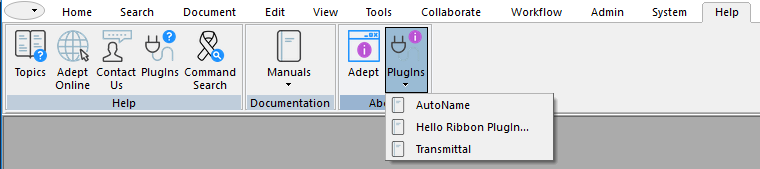 Home Search Document Edit View Tools Collaborate Workflow Admin System Help
Topics Adept Online Contact Us PlugIns Command Search Manuals Adept PlugIns
Help Documentation Abo
AutoName
Hello Ribbon PlugIn...
Transmittal